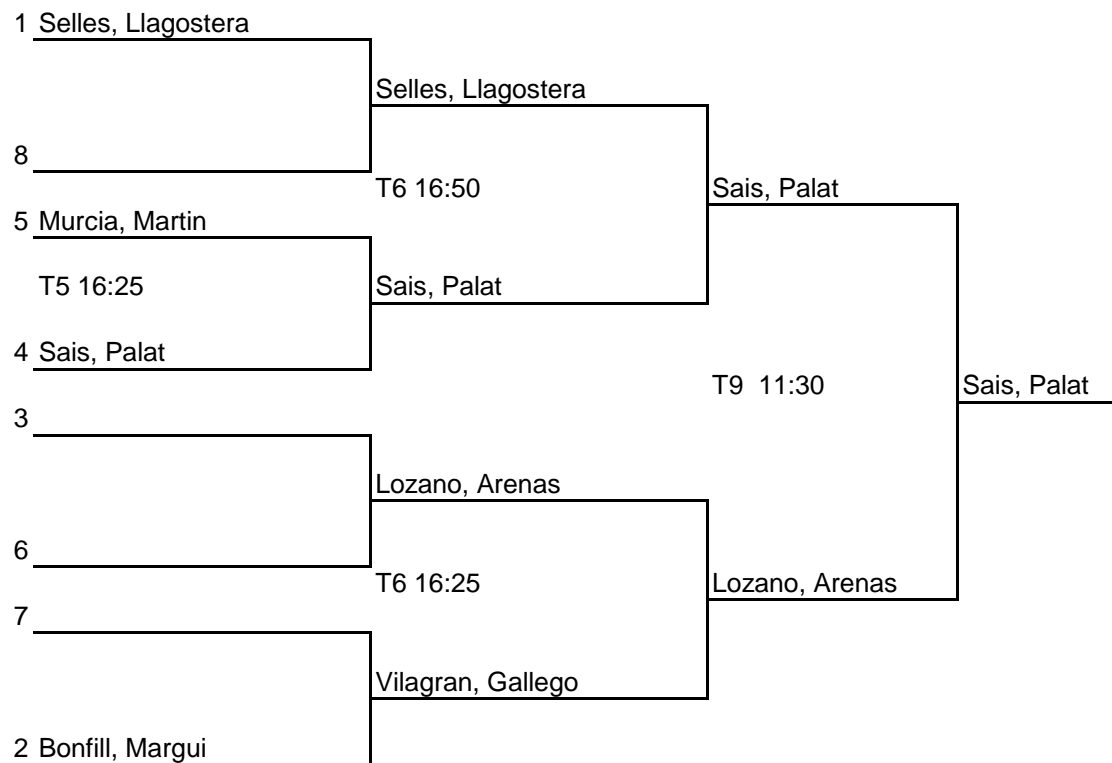 1 Selles, Llagostera
Selles, Llagostera
8
T6 16:50
Sais, Palat
5 Murcia, Martin
T5 16:25
Sais, Palat
4 Sais, Palat
T9 11:30
Sais, Palat
3
Lozano, Arenas
6
T6 16:25
Lozano, Arenas
7
Vilagran, Gallego
2 Bonfill, Margui